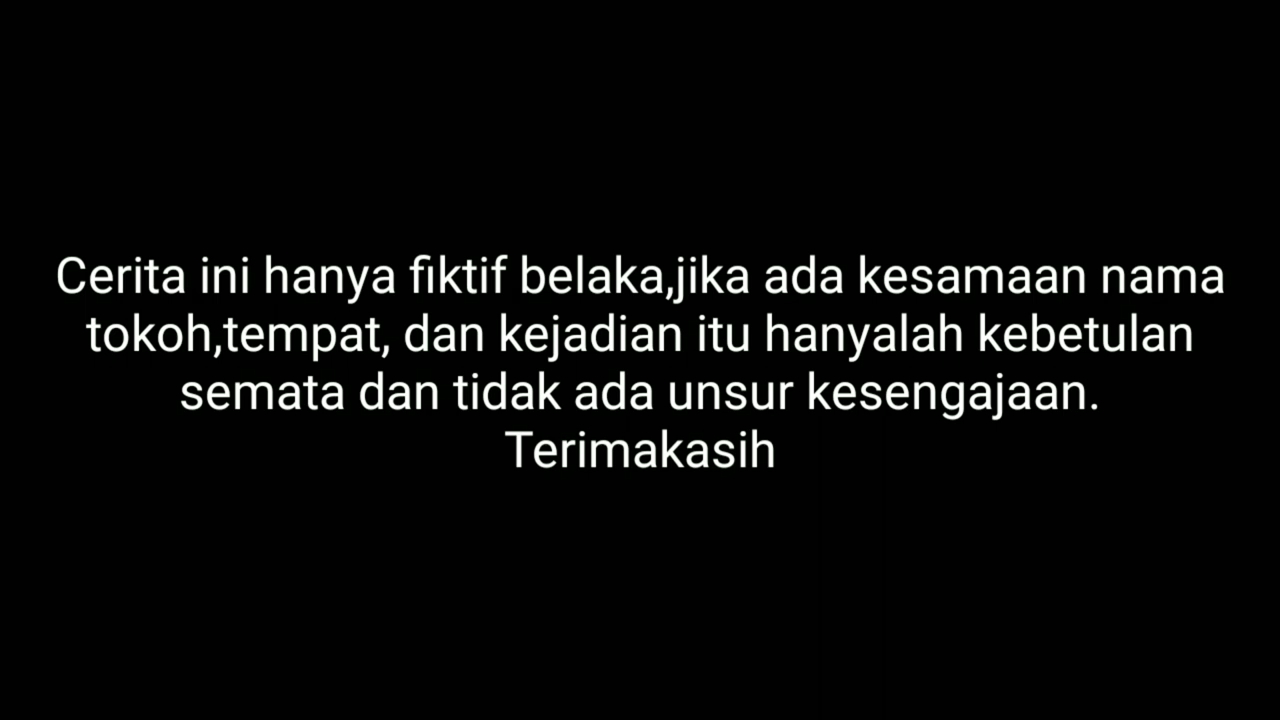 Cerita ini hanya fiktif belaka,jika ada kesamaan nama
tokoh,tempat, dan kejadian itu hanyalah kebetulan
semata dan tidak ada unsur kesengajaan.
Terimakasih